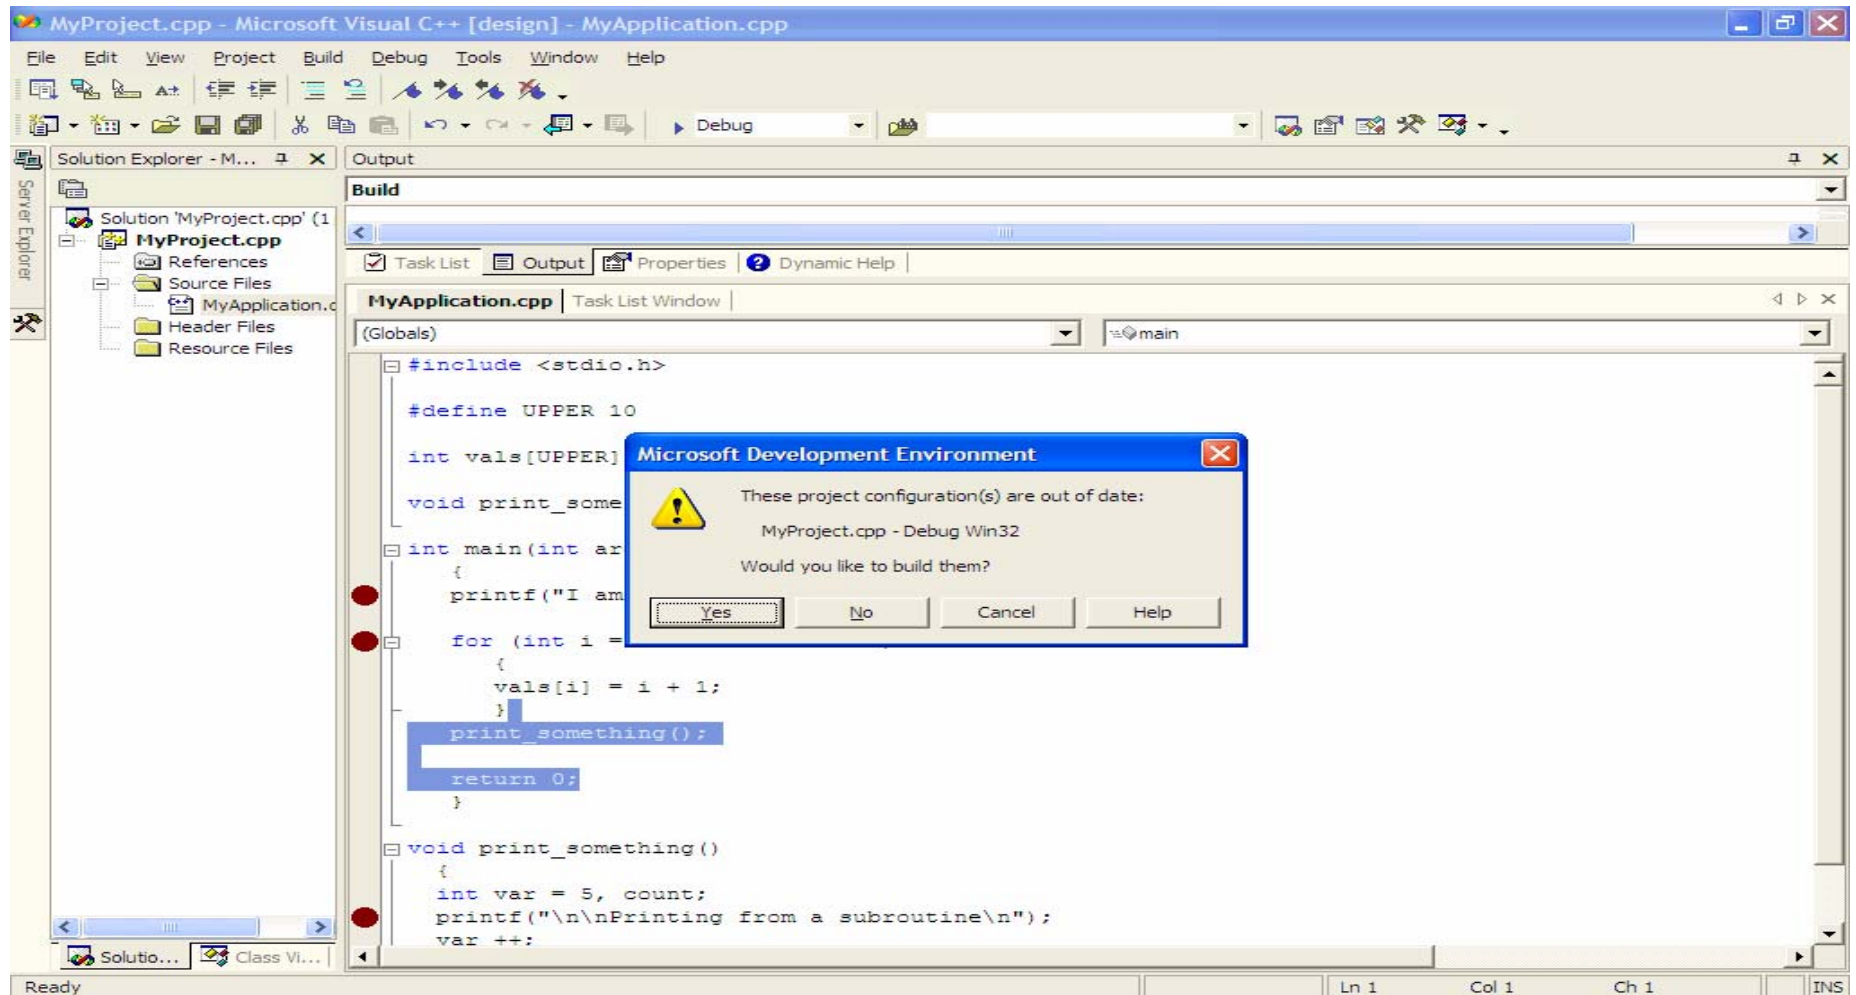 MyProject.cpp - Microsoft Visual C++ [design] - MyApplication.cpp
File Edit View Project Build Debug Tools Window Help
Debug
Solution Explorer - M...
Output
Server Explorer
Build
Solution 'MyProject.cpp' (1
MyProject.cpp
References
Source Files
MyApplication.c
Header Files
Resource Files
Task List Output Properties Dynamic Help
MyApplication.cpp Task List Window
(Globals) main
#include <stdio.h>
#define UPPER 10
int vals[UPPER]
void print_some
int main(int ar
{
printf("I am
for (int i =
{
vals[i] = i + 1;
}
print_something();
return 0;
}
void print_something()
{
int var = 5, count;
printf("\n\nPrinting from a subroutine\n");
var ++;
Microsoft Development Environment
These project configuration(s) are out of date:
MyProject.cpp - Debug Win32
Would you like to build them?
Yes No Cancel Help
Solutio... Class Vi...
Ready Ln 1 Col 1 Ch 1 INS